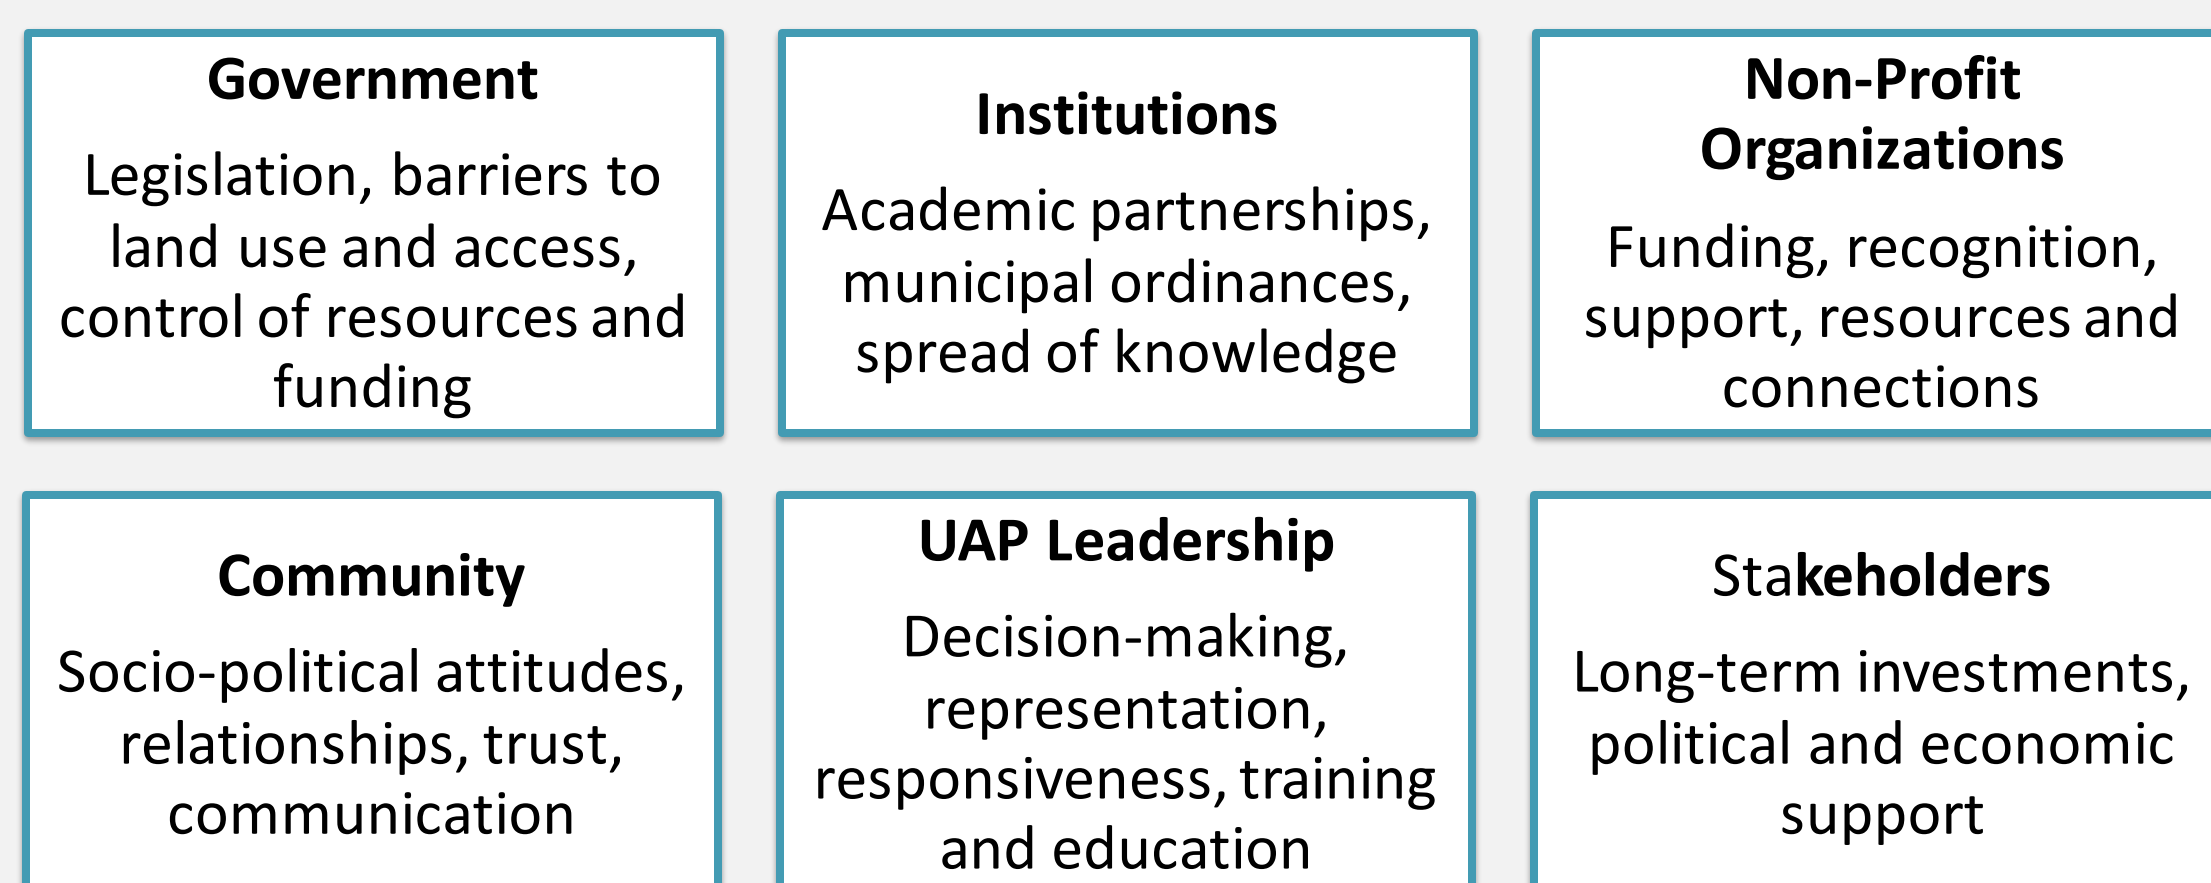 Government
Legislation, barriers to
land use and access,
control of resources and
funding
Institutions
Academic partnerships,
municipal ordinances,
spread of knowledge
Non-Profit
Organizations
Funding, recognition,
support, resources and
connections
Community
Socio-political attitudes,
relationships, trust,
communication
UAP Leadership
Decision-making,
representation,
responsiveness, training
and education
Stakeholders
Long-term investments,
political and economic
support